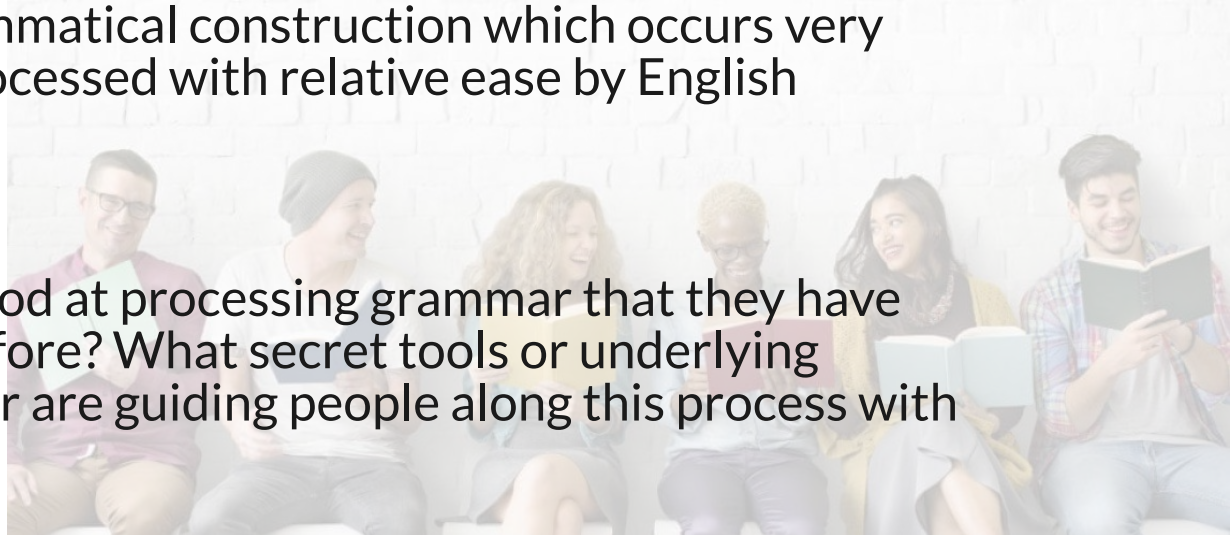 mmatical construction which occurs very
ocessed with relative ease by English
od at processing grammar that they have
fore? What secret tools or underlying
r are guiding people along this process with